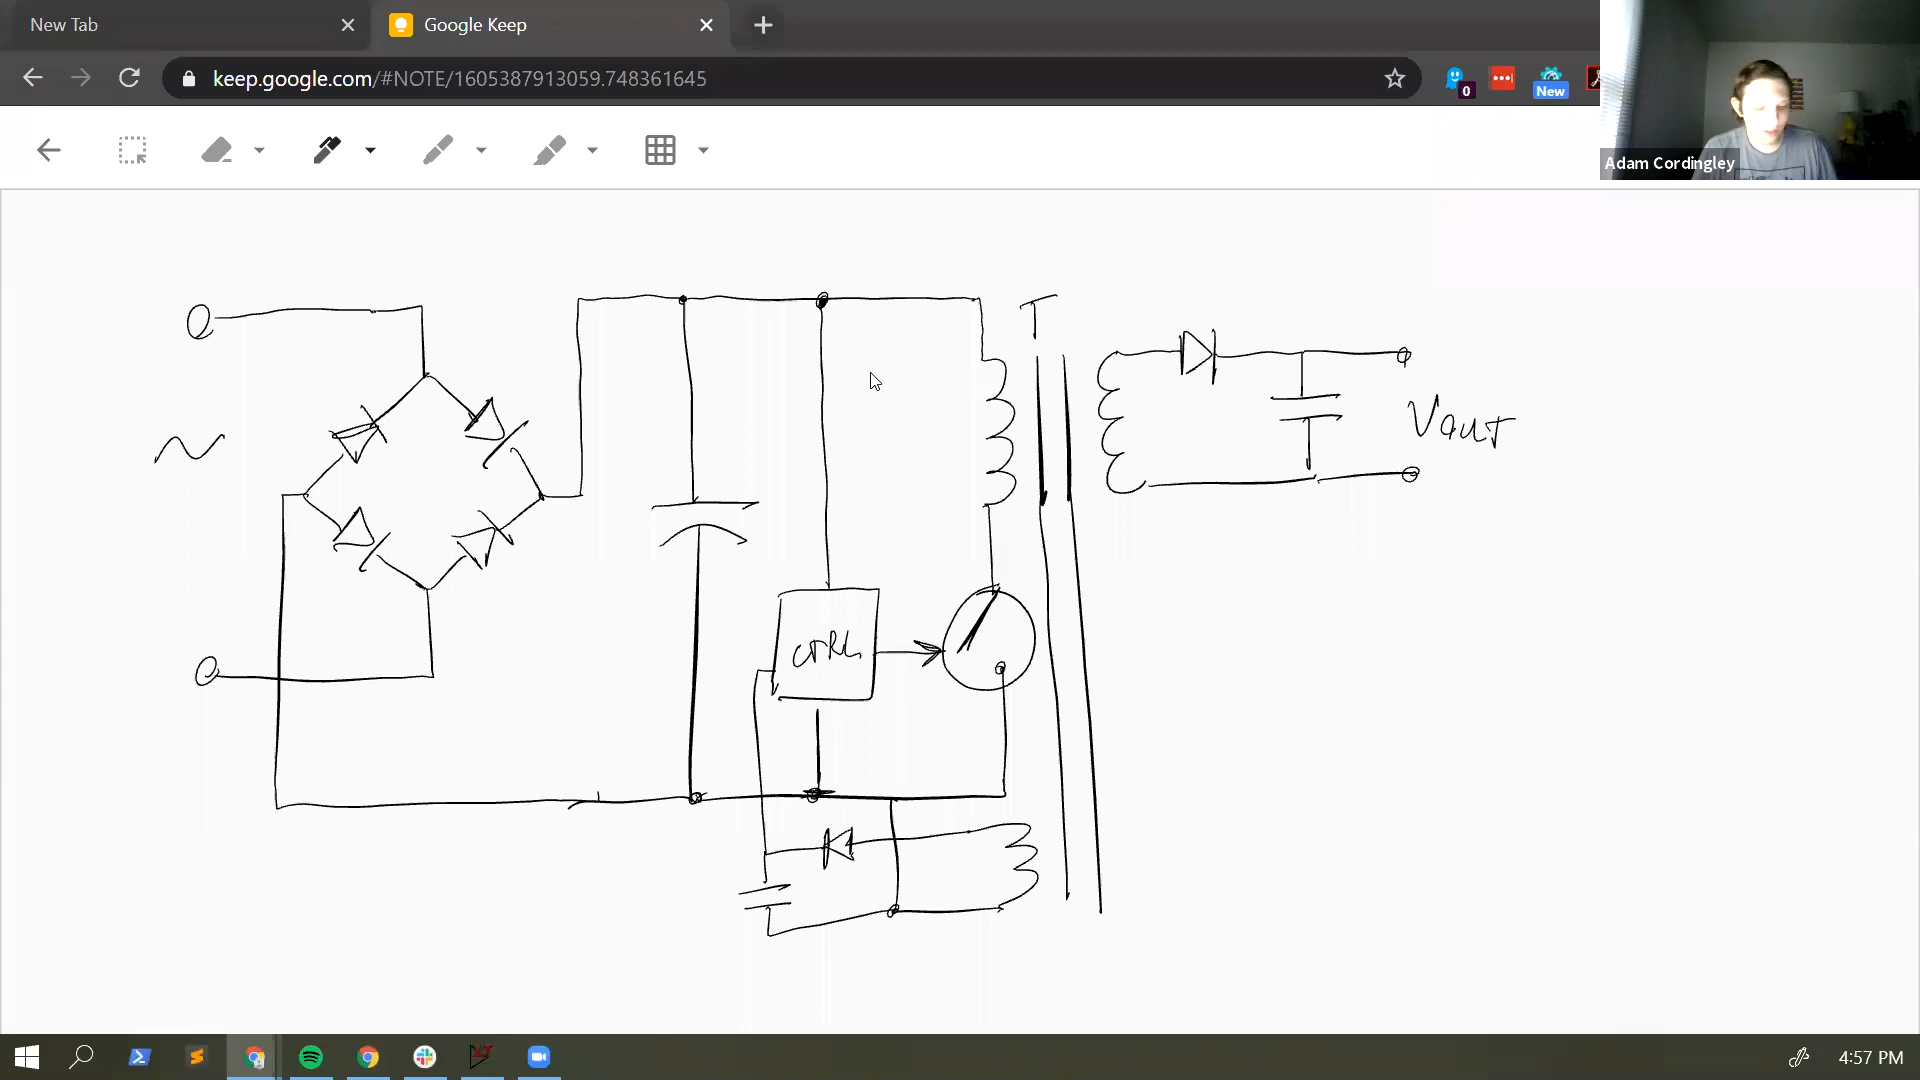 New Tab
Google Keep
keep.google.com/#NOTE/1605387913059.748361645
0
New
Adam Cordingley
T
Vout
CTRL
4:57 PM